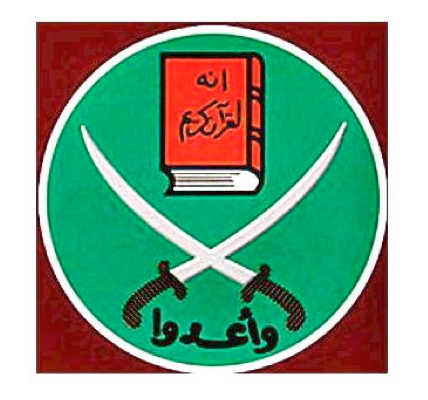 انه
لقرآن كريم
وأعدوا